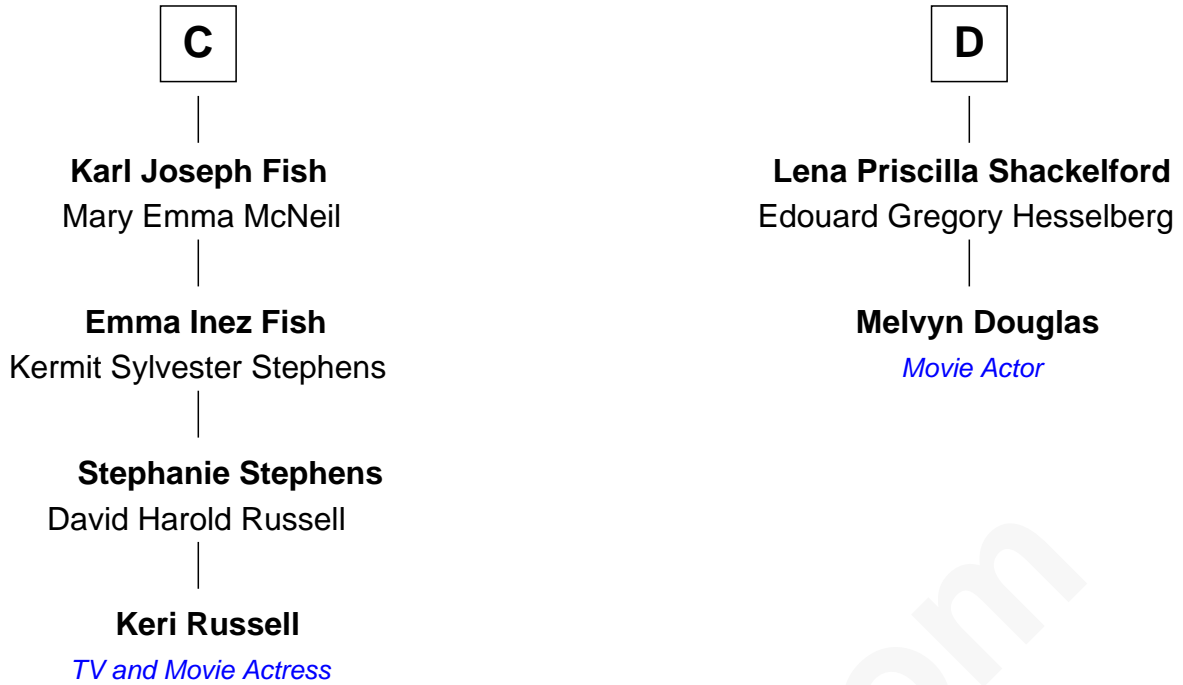 C
Karl Joseph Fish
Mary Emma McNeil
Emma Inez Fish
Kermit Sylvester Stephens
Stephanie Stephens
David Harold Russell
Keri Russell
TV and Movie Actress
D
Lena Priscilla Shackelford
Edouard Gregory Hesselberg
Melvyn Douglas
Movie Actor
om